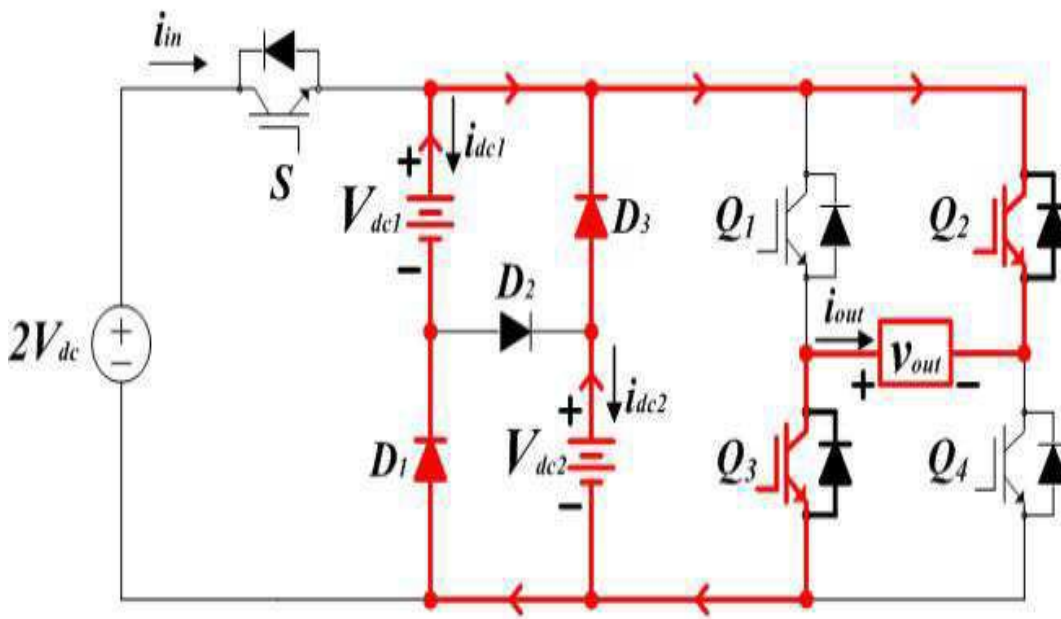 iin
S
+
idc1
Vdc1
−
D3
Q1
Q2
D2
2Vdc
+
−
iout
vout
+
−
+
idc2
D1
Vdc2
−
Q3
Q4